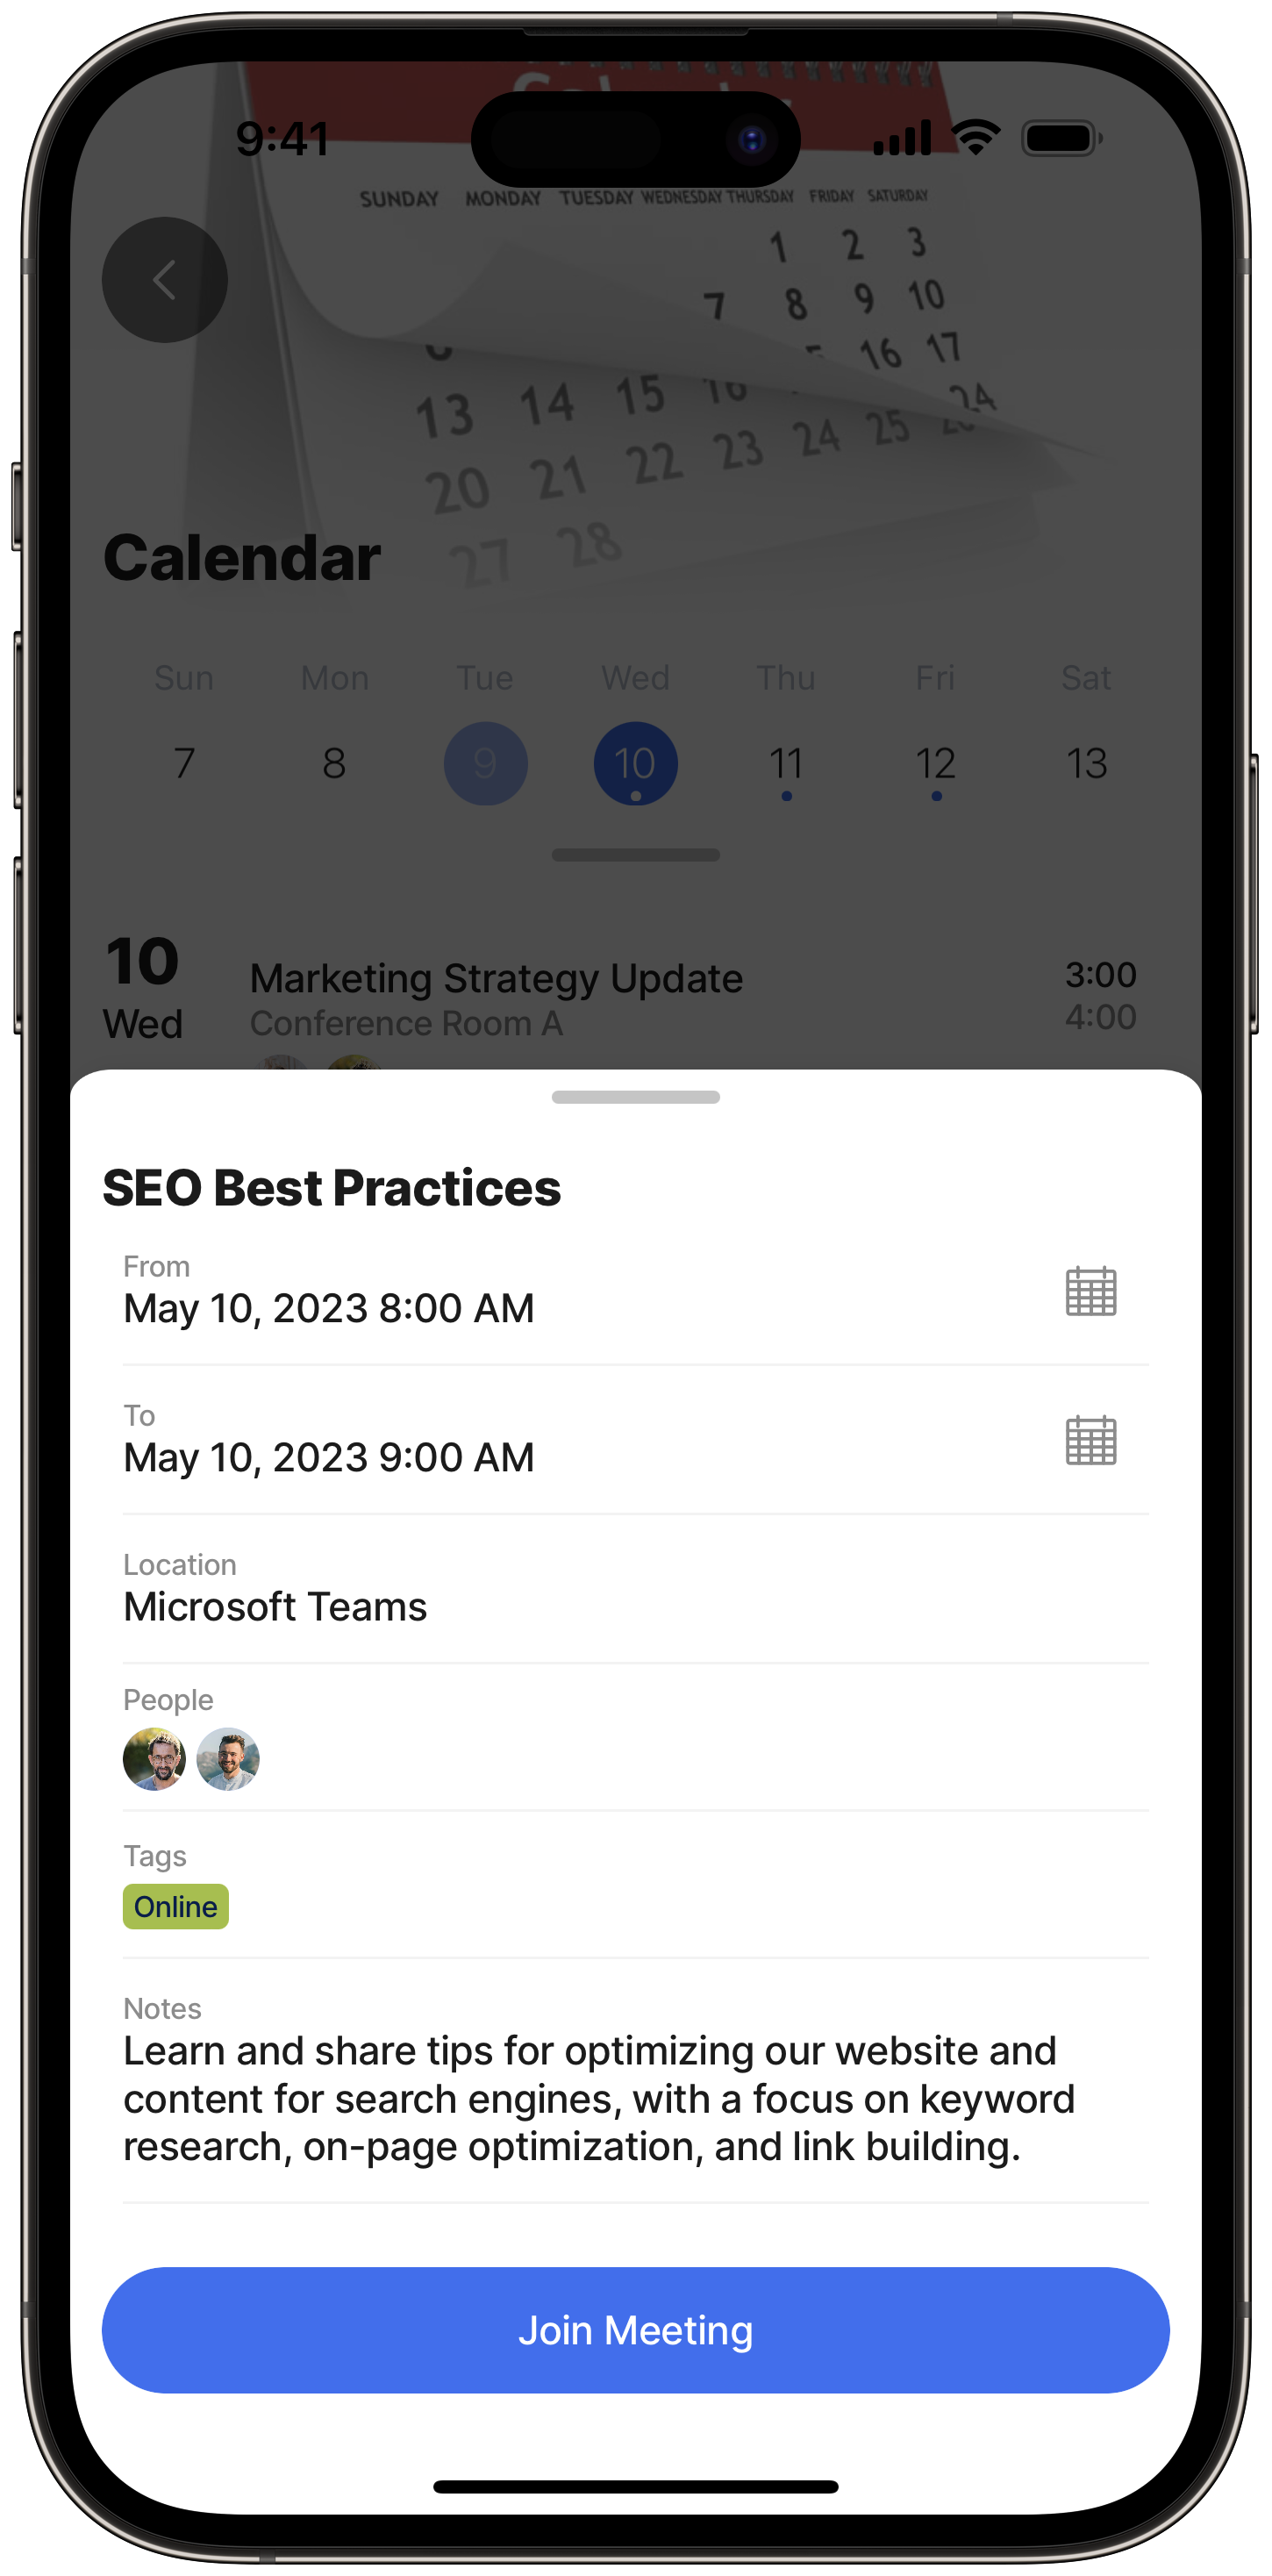 Calendar
9:41
SUNDAY MONDAY TUESDAY WEDNESDAY THURSDAY FRIDAY SATURDAY
1 2 3
7 8 9 10
16 17
13 14 15 16 24
20 21 22 23 24 25
27 28
Calendar
Sun Mon Tue Wed Thu Fri Sat
7 8 9 10 11 12 13
10
Wed
Marketing Strategy Update
Conference Room A
3:00
4:00
SEO Best Practices
From
May 10, 2023 8:00 AM
To
May 10, 2023 9:00 AM
Location
Microsoft Teams
People
Tags
Online
Notes
Learn and share tips for optimizing our website and
content for search engines, with a focus on keyword
research, on-page optimization, and link building.
Join Meeting